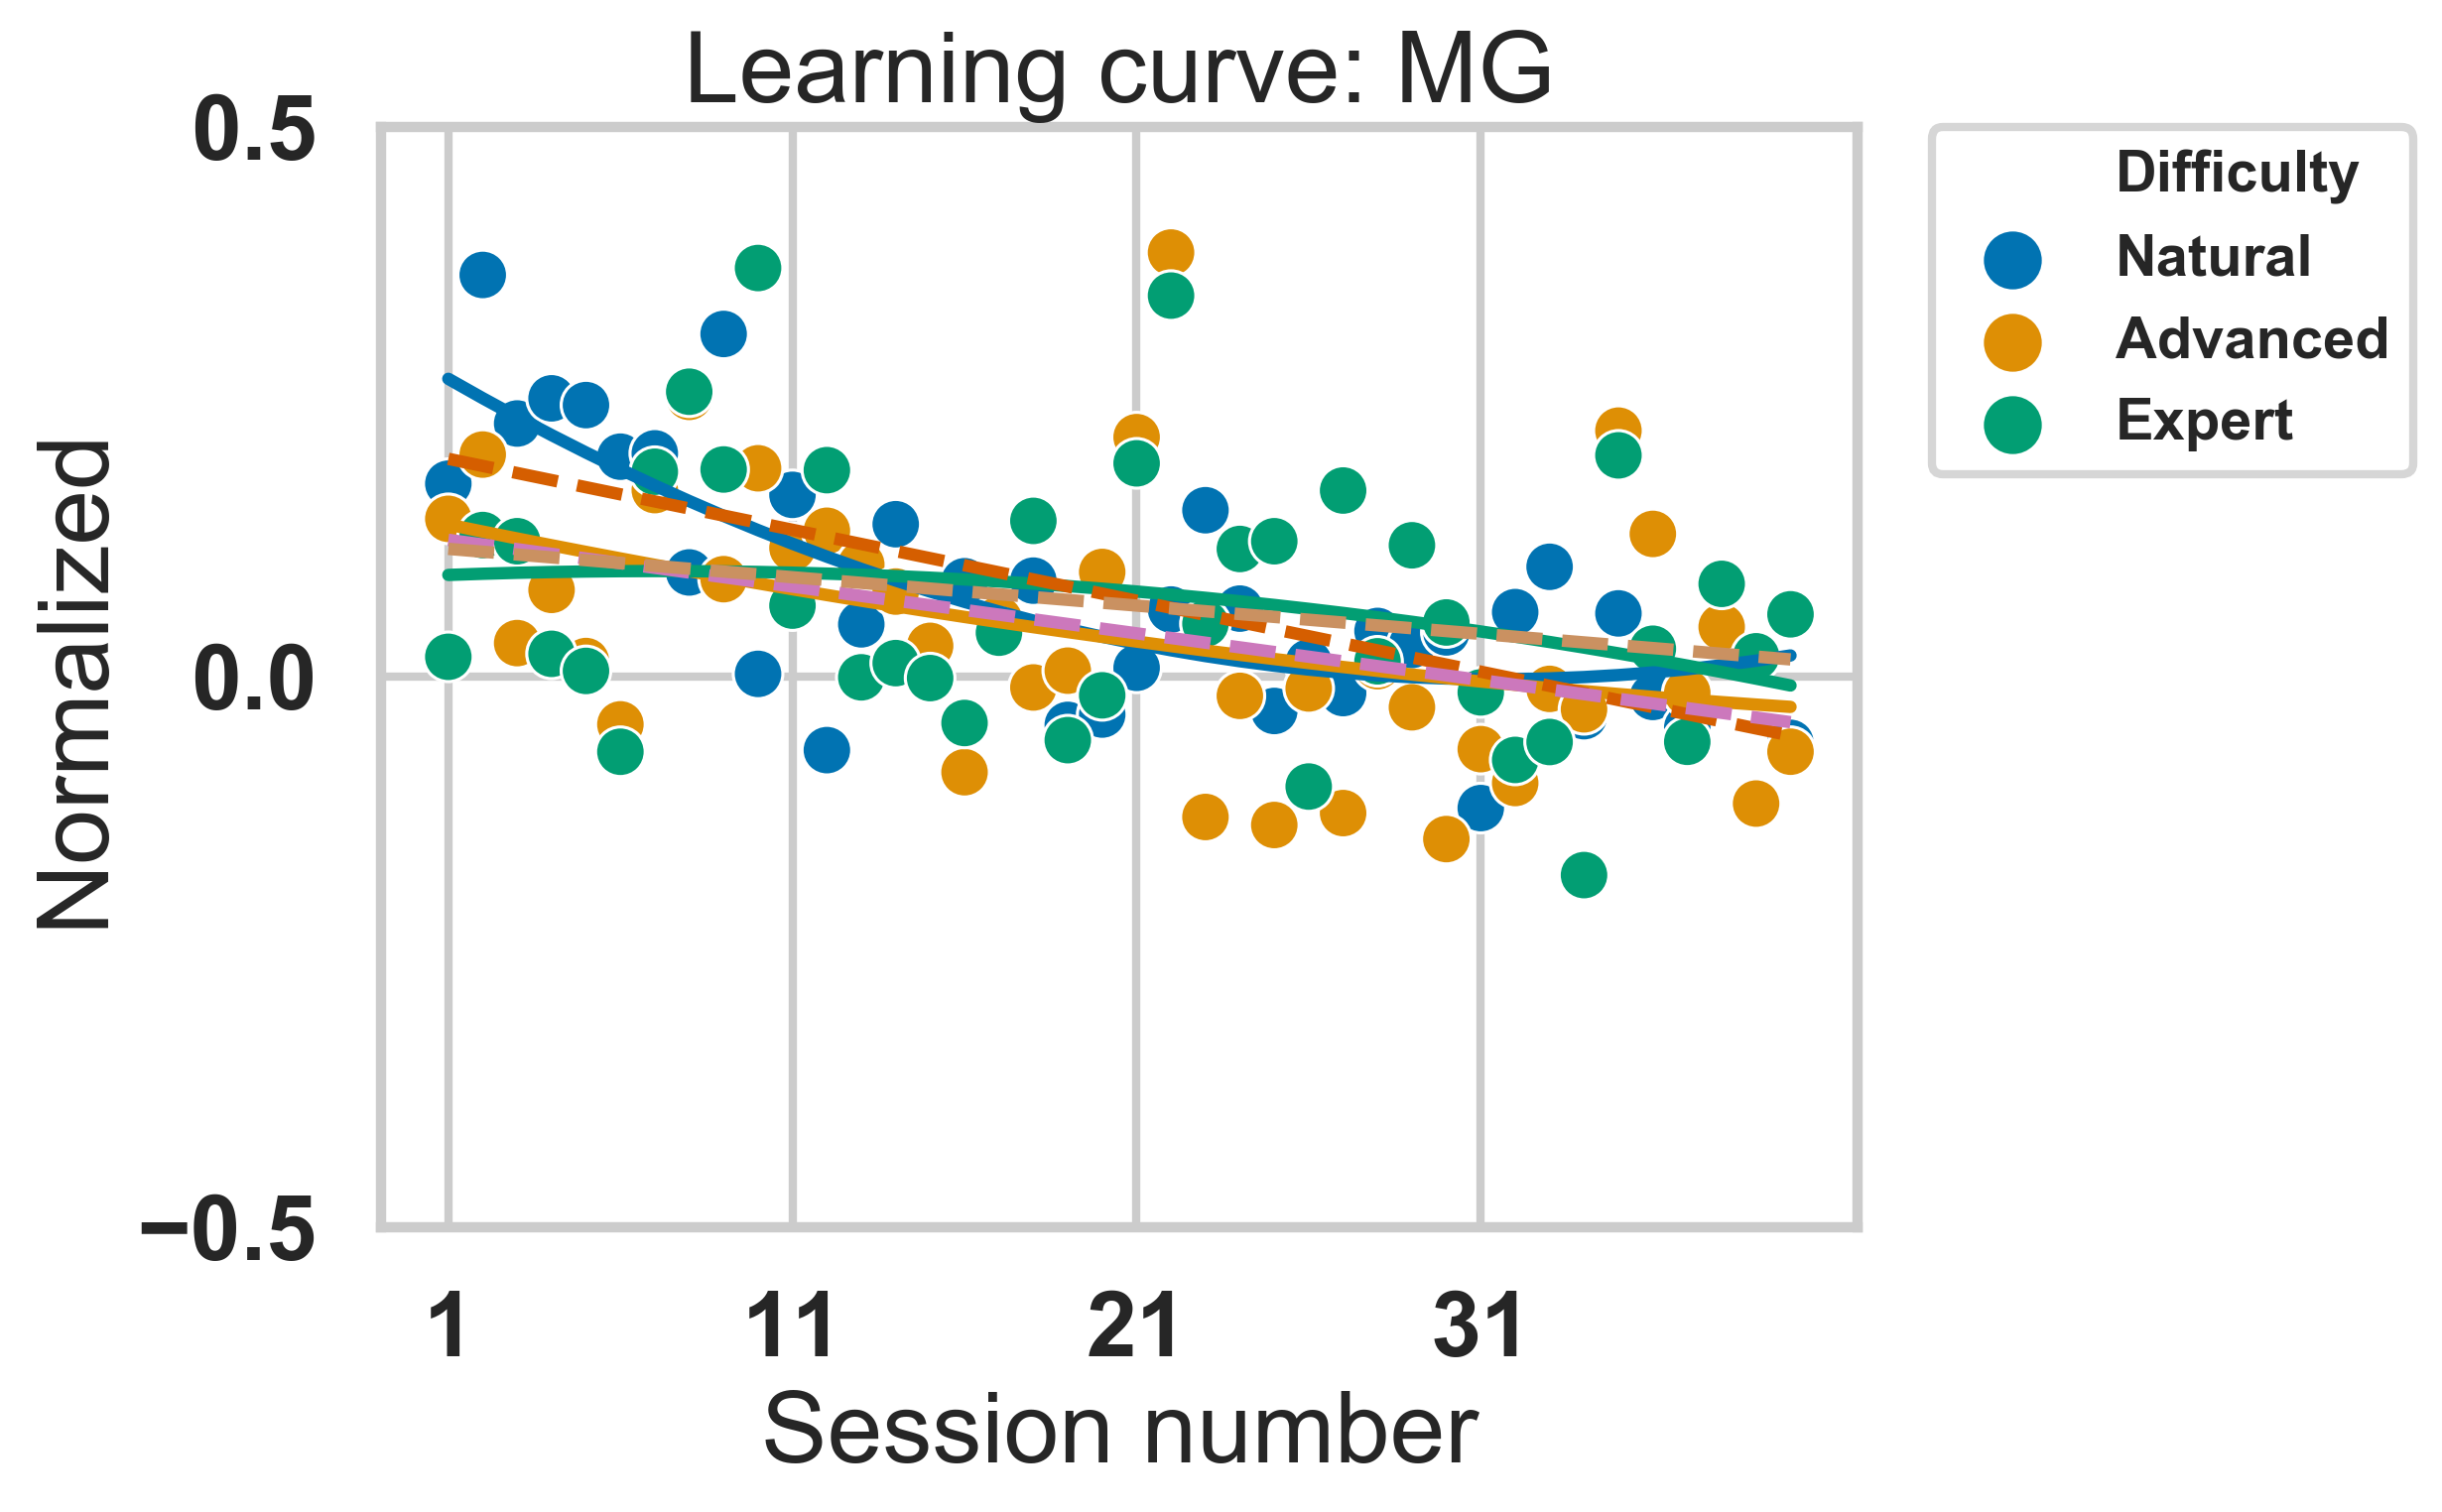 Learning curve: MG
0.5
0.0
−0.5
Normalized
1 11 21 31
Session number
Difficulty
Natural
Advanced
Expert